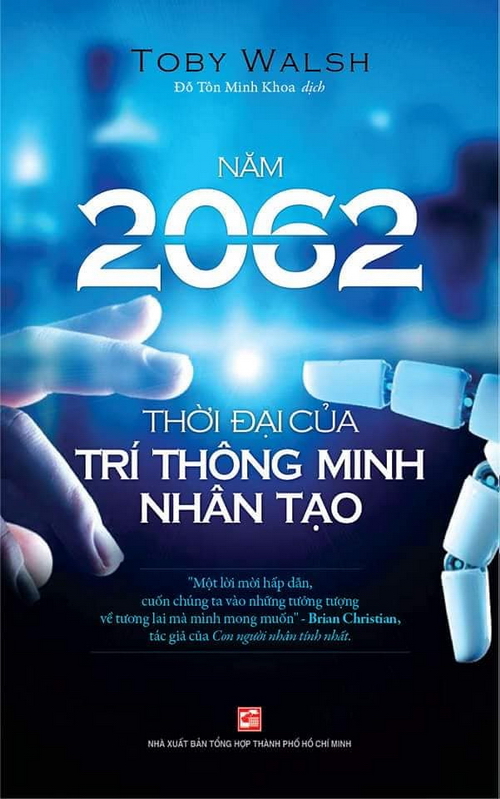 TOBY WALSH
Đỗ Tôn Minh Khoa dịch
NĂM
2062
THỜI ĐẠI CỦA
TRÍ THÔNG MINH
NHÂN TẠO
"Một lời mời hấp dẫn,
cuốn chúng ta vào những tưởng tượng
về tương lai mà mình mong muốn" - Brian Christian,
tác giả của Con người nhân tính nhất.
NHÀ XUẤT BẢN TỔNG HỢP THÀNH PHỐ HỒ CHÍ MINH